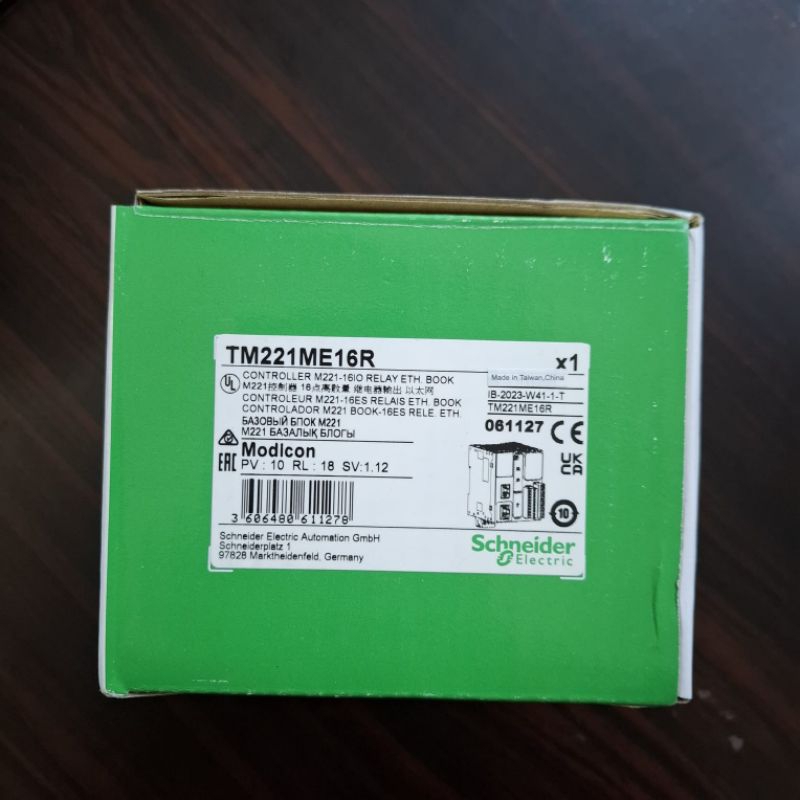 TM221ME16R
x1
CONTROLLER M221-16IO RELAY ETH. BOOK
M221控制器 16点高数量 继电器输出 以太网
CONTROLEUR M221-16ES RELAIS ETH. BOOK
CONTROLADOR M221 BOOK-16ES RELE. ETH.
БАЗОВЫЙ БЛОК M221
M221 БАЗАЛЫҚ БЛОГЫ
Made in Taiwan,China
IB-2023-W41-1-T
TM221ME16R
061127 CE
UL
EAC
Modicon
PV : 10 RL : 18 SV:1.12
UK
CA
10
3 606480 611278
Schneider Electric Automation GmbH
Schneiderplatz 1
97828 Marktheidenfeld, Germany
Schneider
Electric